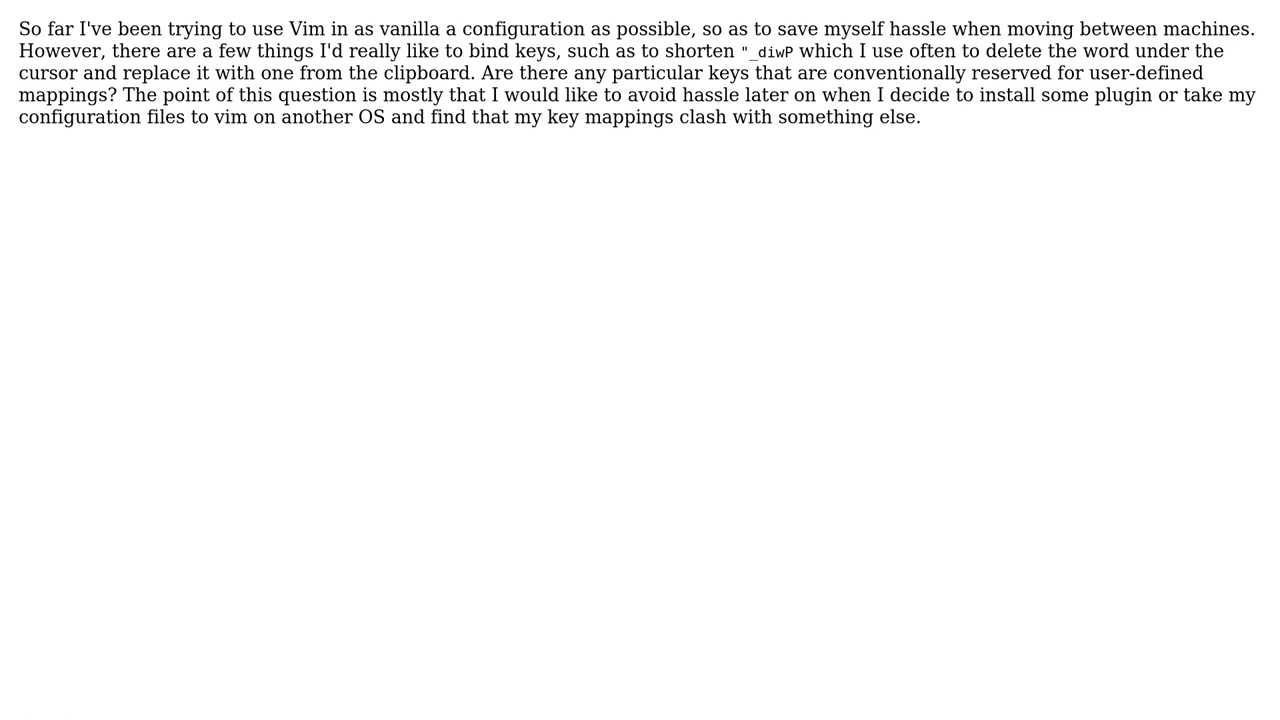 So far I've been trying to use Vim in as vanilla a configuration as possible, so as to save myself hassle when moving between machines.
However, there are a few things I'd really like to bind keys, such as to shorten "_diwP which I use often to delete the word under the
cursor and replace it with one from the clipboard. Are there any particular keys that are conventionally reserved for user-defined
mappings? The point of this question is mostly that I would like to avoid hassle later on when I decide to install some plugin or take my
configuration files to vim on another OS and find that my key mappings clash with something else.